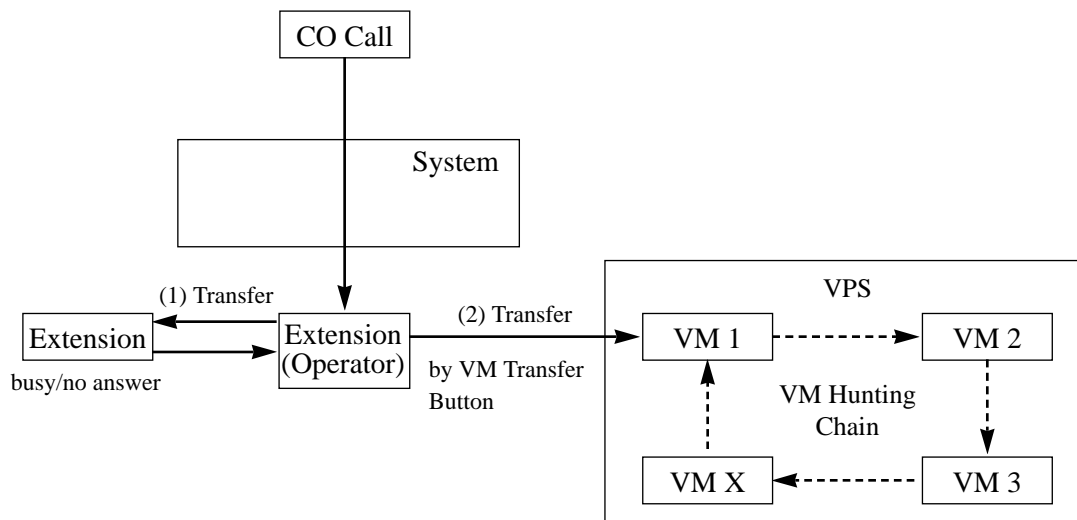 CO Call
System
VPS
(1) Transfer
(2) Transfer
Extension
Extension
(Operator)
VM 1
VM 2
busy/no answer
by VM Transfer
Button
VM Hunting
Chain
VM X
VM 3